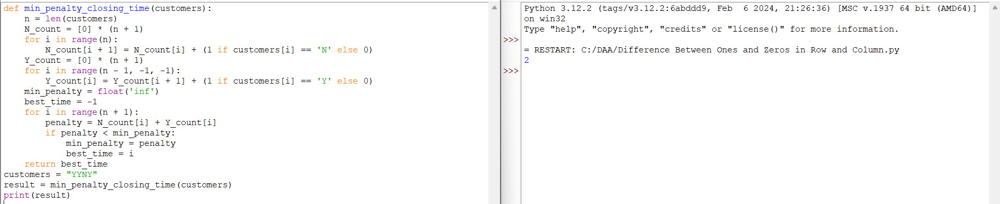 def min_penalty_closing_time(customers):
    n = len(customers)
    N_count = [0] * (n + 1)
    for i in range(n):
        N_count[i + 1] = N_count[i] + (1 if customers[i] == 'N' else 0)
    Y_count = [0] * (n + 1)
    for i in range(n - 1, -1, -1):
        Y_count[i] = Y_count[i + 1] + (1 if customers[i] == 'Y' else 0)
    min_penalty = float('inf')
    best_time = -1
    for i in range(n + 1):
        penalty = N_count[i] + Y_count[i]
        if penalty < min_penalty:
            min_penalty = penalty
            best_time = i
    return best_time
customers = "YYNY"
result = min_penalty_closing_time(customers)
print(result)
Python 3.12.2 (tags/v3.12.2:6abddd9, Feb  6 2024, 21:26:36) [MSC v.1937 64 bit (AMD64)]
on win32
Type "help", "copyright", "credits" or "license()" for more information.
>>>
= RESTART: C:/DAA/Difference Between Ones and Zeros in Row and Column.py
2
>>>